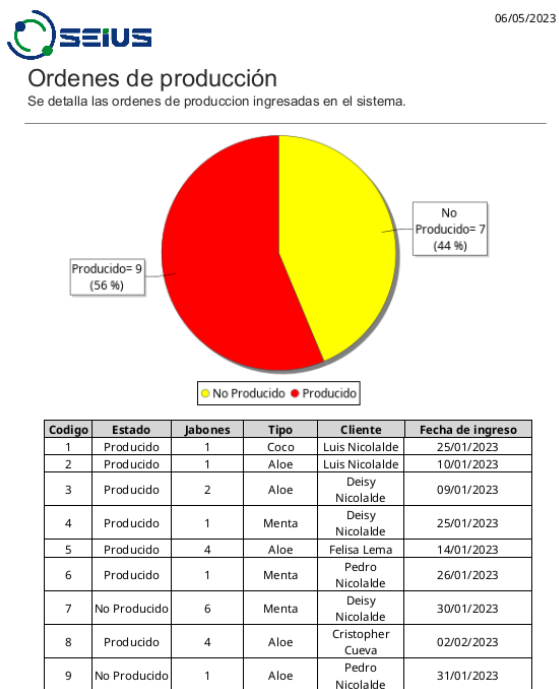 06/05/2023
SEIUS
Ordenes de producción
Se detalla las ordenes de produccion ingresadas en el sistema.
No
Producido= 7
(44 %)
Producido= 9
(56 %)
No Producido Producido
Codigo Estado Jabones Tipo Cliente Fecha de ingreso
1 Producido 1 Coco Luis Nicolalde 25/01/2023
2 Producido 1 Aloe Luis Nicolalde 10/01/2023
3 Producido 2 Aloe Deisy Nicolalde 09/01/2023
4 Producido 1 Menta Deisy Nicolalde 25/01/2023
5 Producido 4 Aloe Felisa Lema 14/01/2023
6 Producido 1 Menta Pedro Nicolalde 26/01/2023
7 No Producido 6 Menta Deisy Nicolalde 30/01/2023
8 Producido 4 Aloe Cristopher Cueva 02/02/2023
9 No Producido 1 Aloe Pedro Nicolalde 31/01/2023